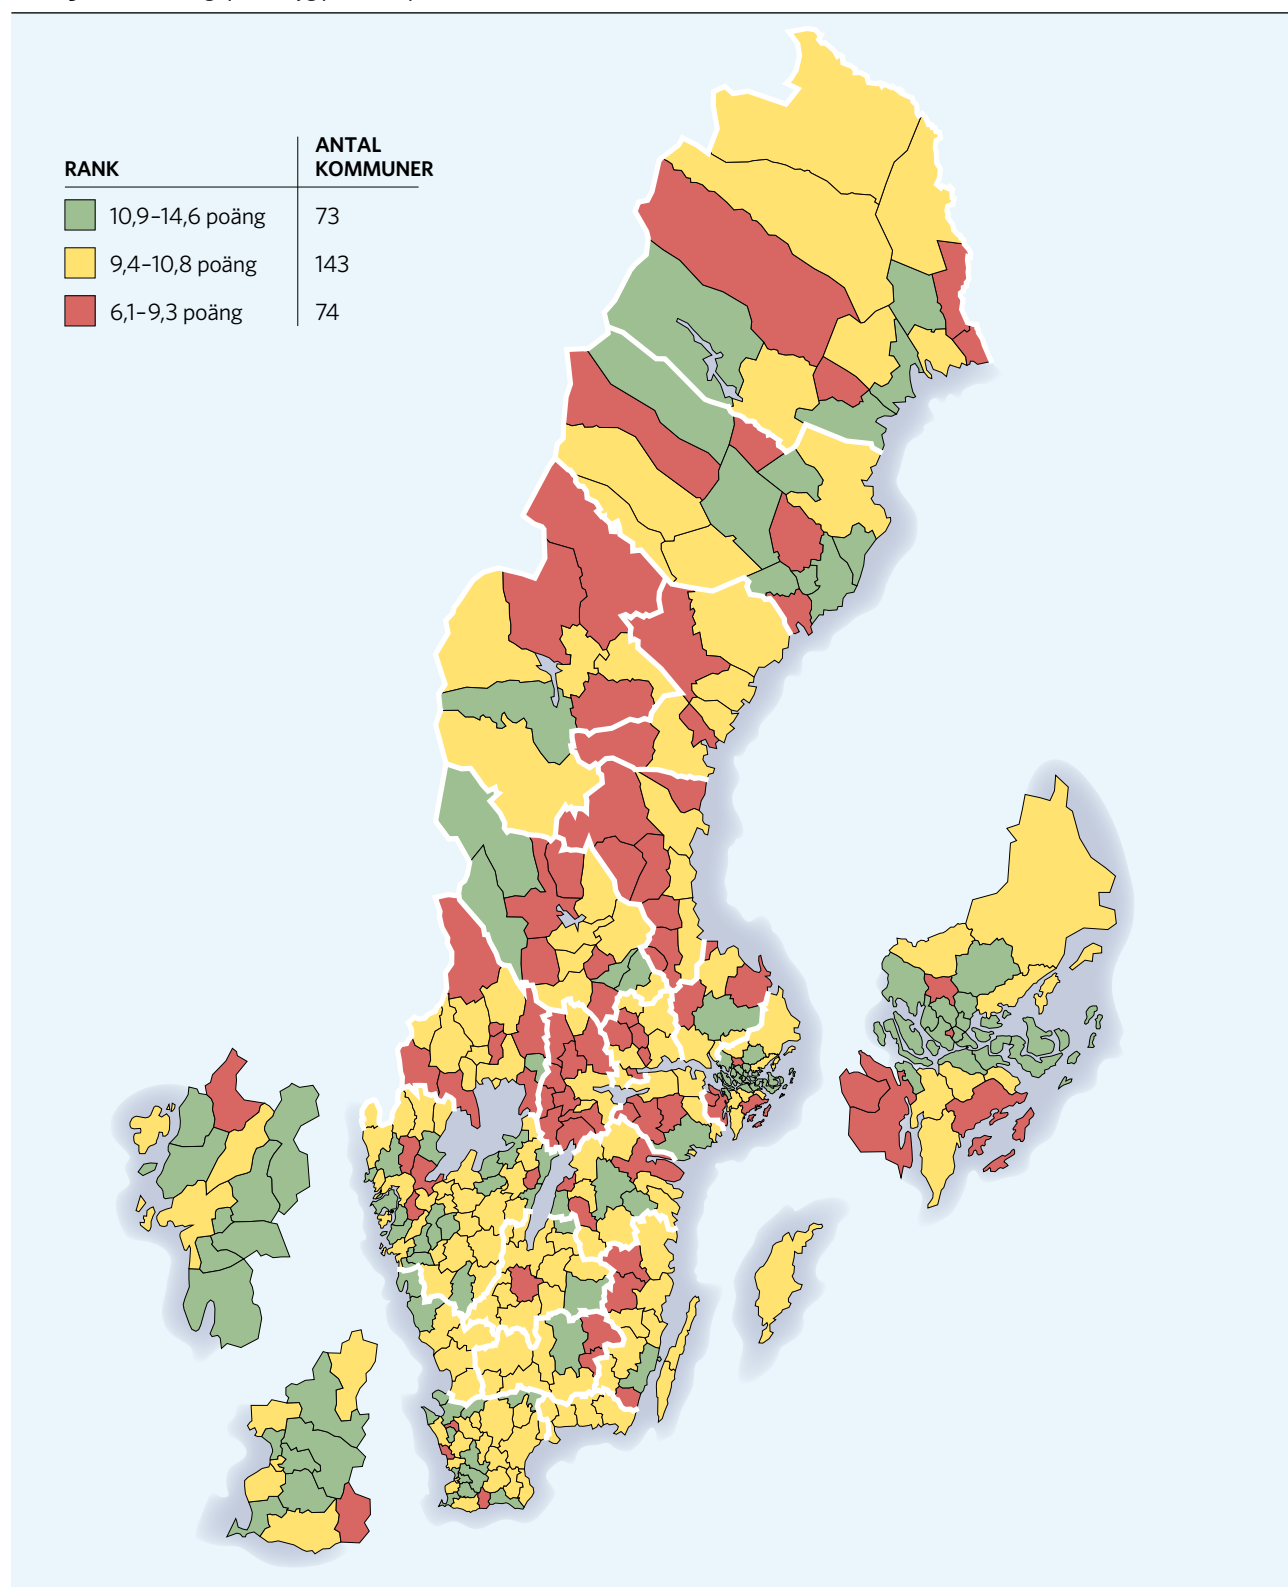 RANK
ANTAL
KOMMUNER
10,9–14,6 poäng 73
9,4–10,8 poäng 143
6,1–9,3 poäng 74